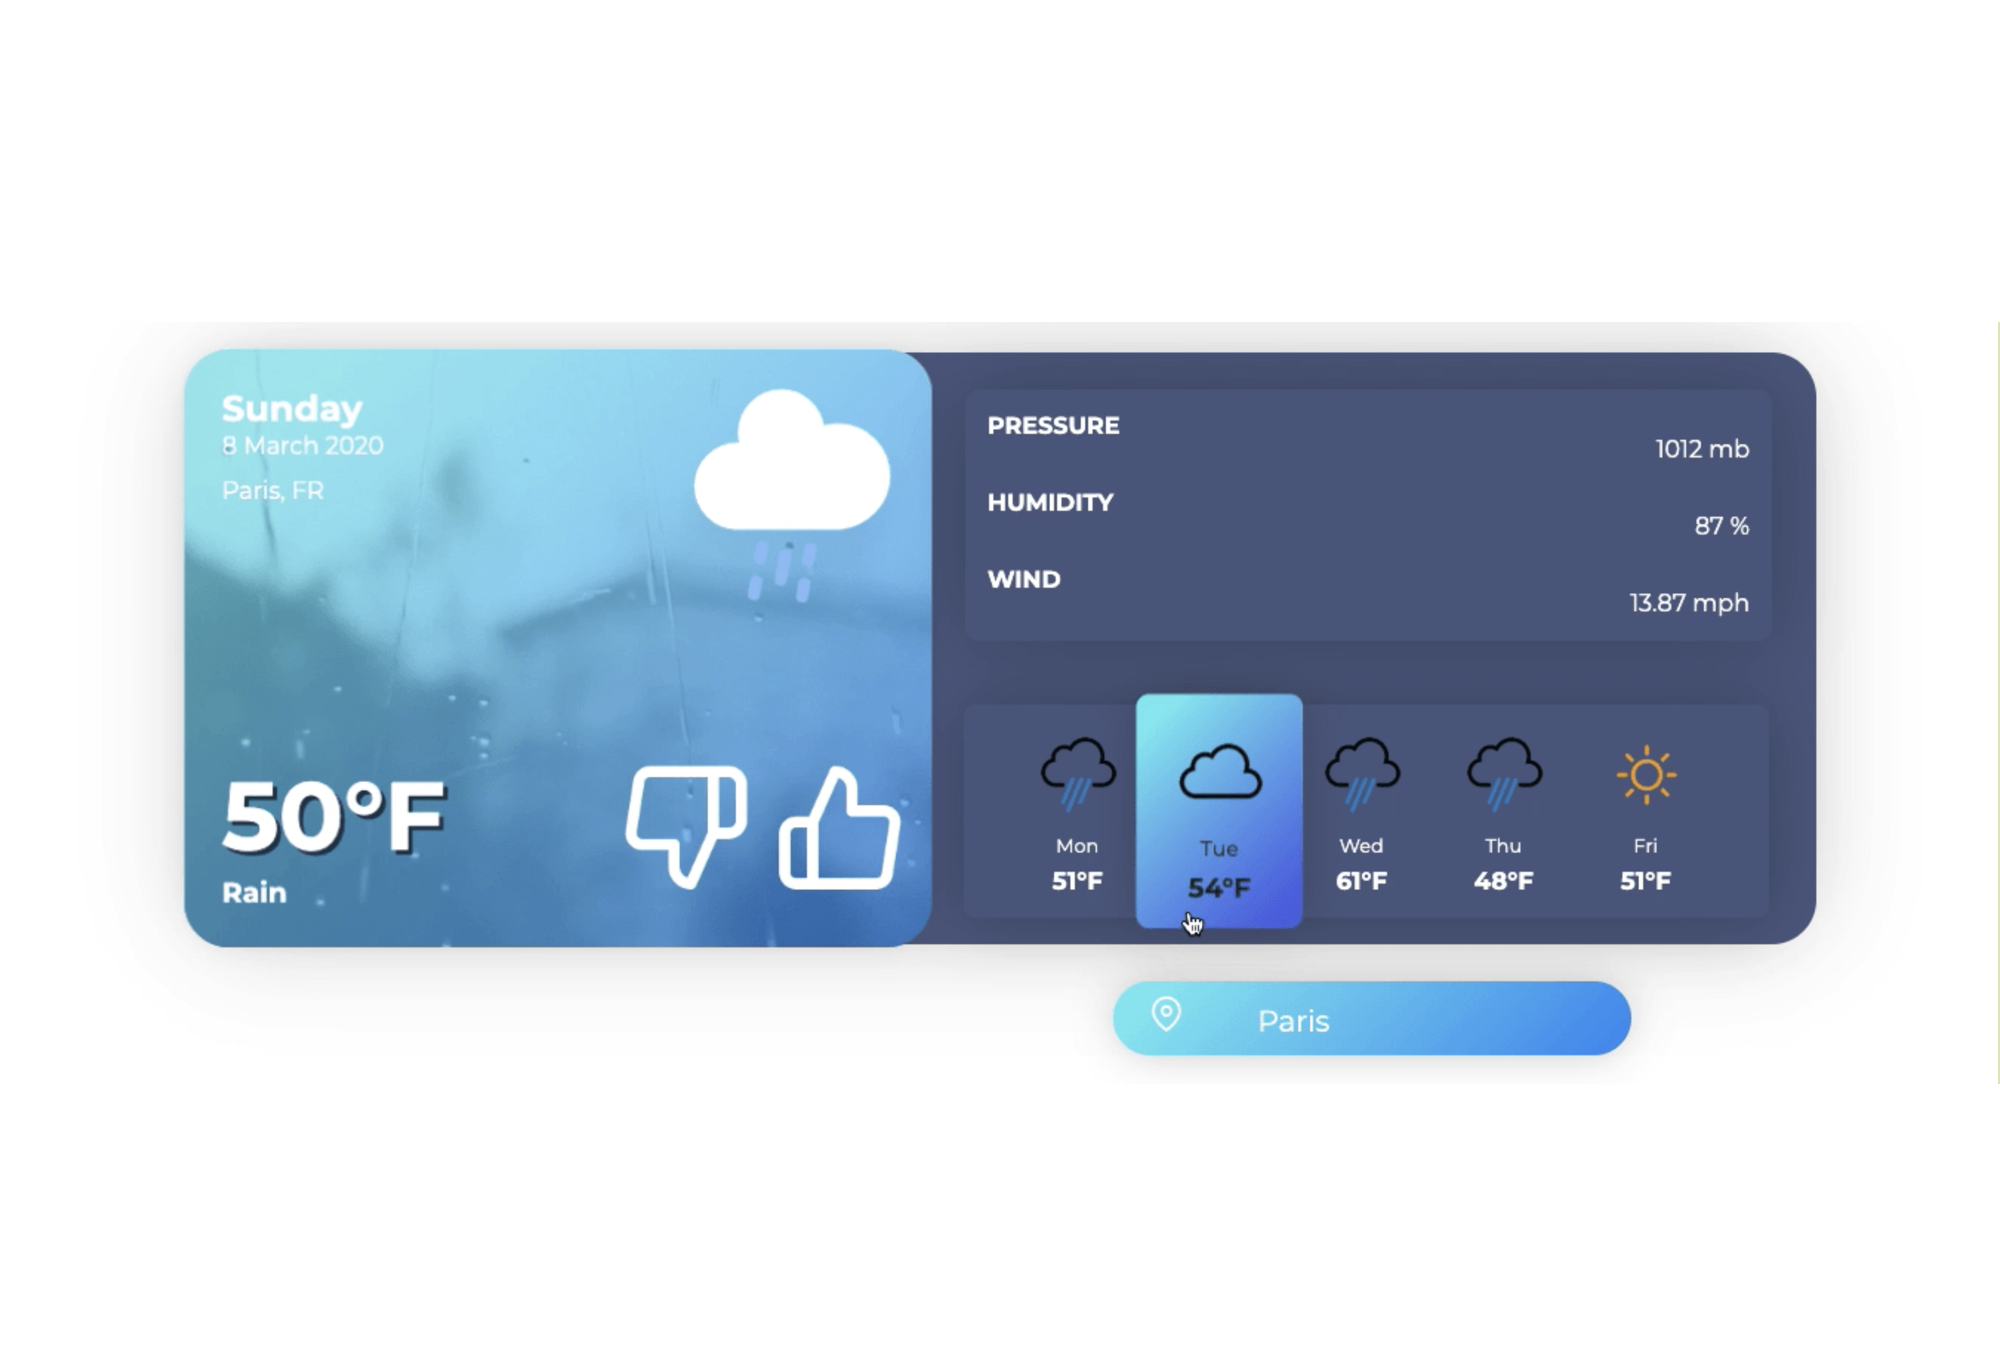 Sunday
8 March 2020
Paris, FR
50°F
Rain
PRESSURE
1012 mb
HUMIDITY
87 %
WIND
13.87 mph
Mon
51°F
Tue
54°F
Wed
61°F
Thu
48°F
Fri
51°F
Paris